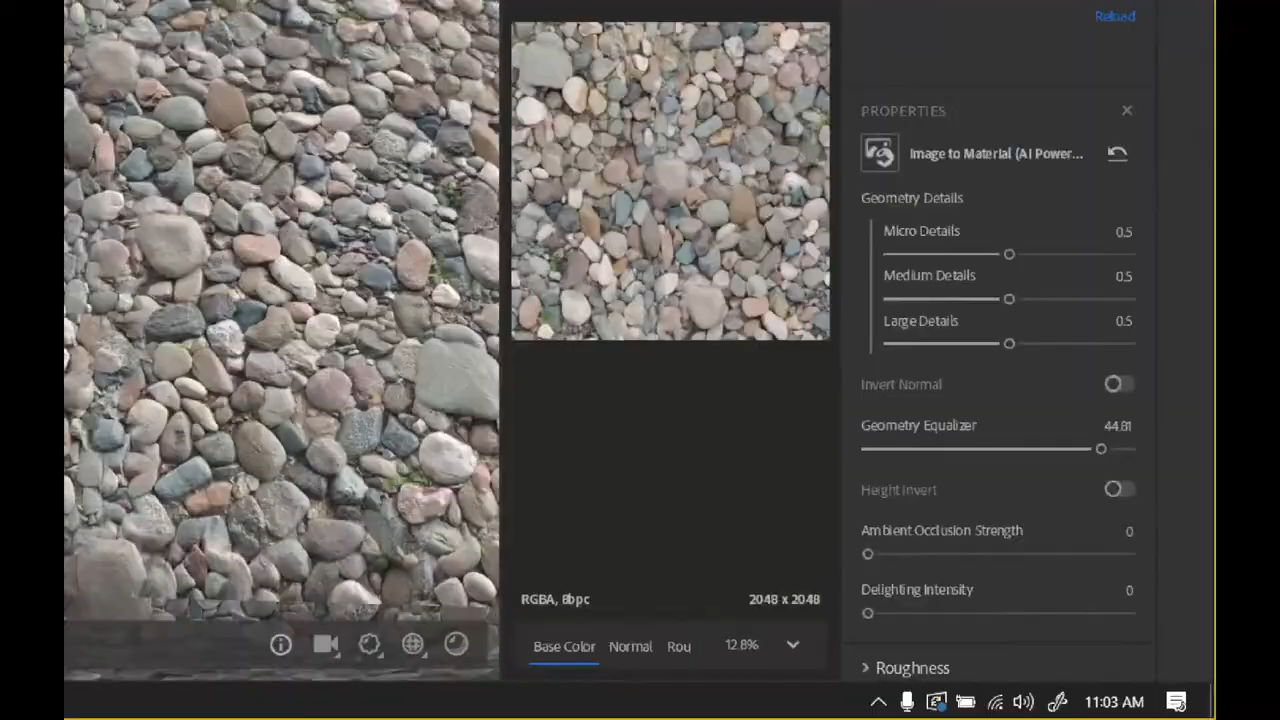 Reload
PROPERTIES
Image to Material (AI Power...
Geometry Details
Micro Details 0.5
Medium Details 0.5
Large Details 0.5
Invert Normal
Geometry Equalizer 44.81
Height Invert
Ambient Occlusion Strength 0
Delighting Intensity 0
RGBA, 8bpc 2048 x 2048
Base Color Normal Rou 12.8%
Roughness
11:03 AM